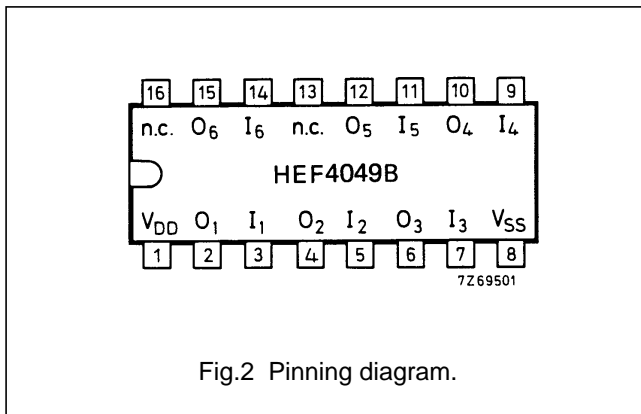 16 15 14 13 12 11 10 9
n.c. O6 I6 n.c. O5 I5 O4 I4
HEF4049B
VDD O1 I1 O2 I2 O3 I3 VSS
1 2 3 4 5 6 7 8
7Z69501
Fig.2 Pinning diagram.